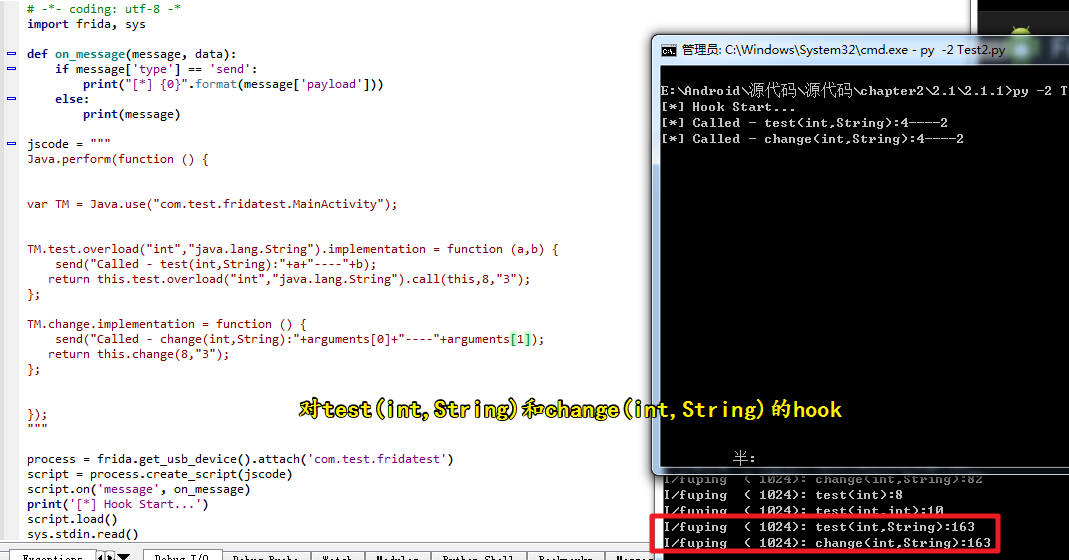 # -*- coding: utf-8 -*
import frida, sys
def on_message(message, data):
    if message['type'] == 'send':
        print("[*] {0}".format(message['payload']))
    else:
        print(message)
jscode = """
Java.perform(function () {
var TM = Java.use("com.test.fridatest.MainActivity");
TM.test.overload("int","java.lang.String").implementation = function (a,b) {
    send("Called - test(int,String):"+a+"----"+b);
   return this.test.overload("int","java.lang.String").call(this,8,"3");
};
TM.change.implementation = function () {
    send("Called - change(int,String):"+arguments[0]+"----"+arguments[1]);
   return this.change(8,"3");
};
});
"""
process = frida.get_usb_device().attach('com.test.fridatest')
script = process.create_script(jscode)
script.on('message', on_message)
print('[*] Hook Start...')
script.load()
sys.stdin.read()
Exceptions
Debug I/O
Python Shell
管理员: C:\Windows\System32\cmd.exe - py  -2 Test2.py
E:\Android\源代码\源代码\chapter2\2.1\2.1.1>py -2 T
[*] Hook Start...
[*] Called - test(int,String):4----2
[*] Called - change(int,String):4----2
半:
对test(int,String)和change(int,String)的hook
I/fuping  ( 1024): change(int,String):82
I/fuping  ( 1024): test(int):8
I/fuping  ( 1024): test(int,int):10
I/fuping  ( 1024): test(int,String):163
I/fuping  ( 1024): change(int,String):163